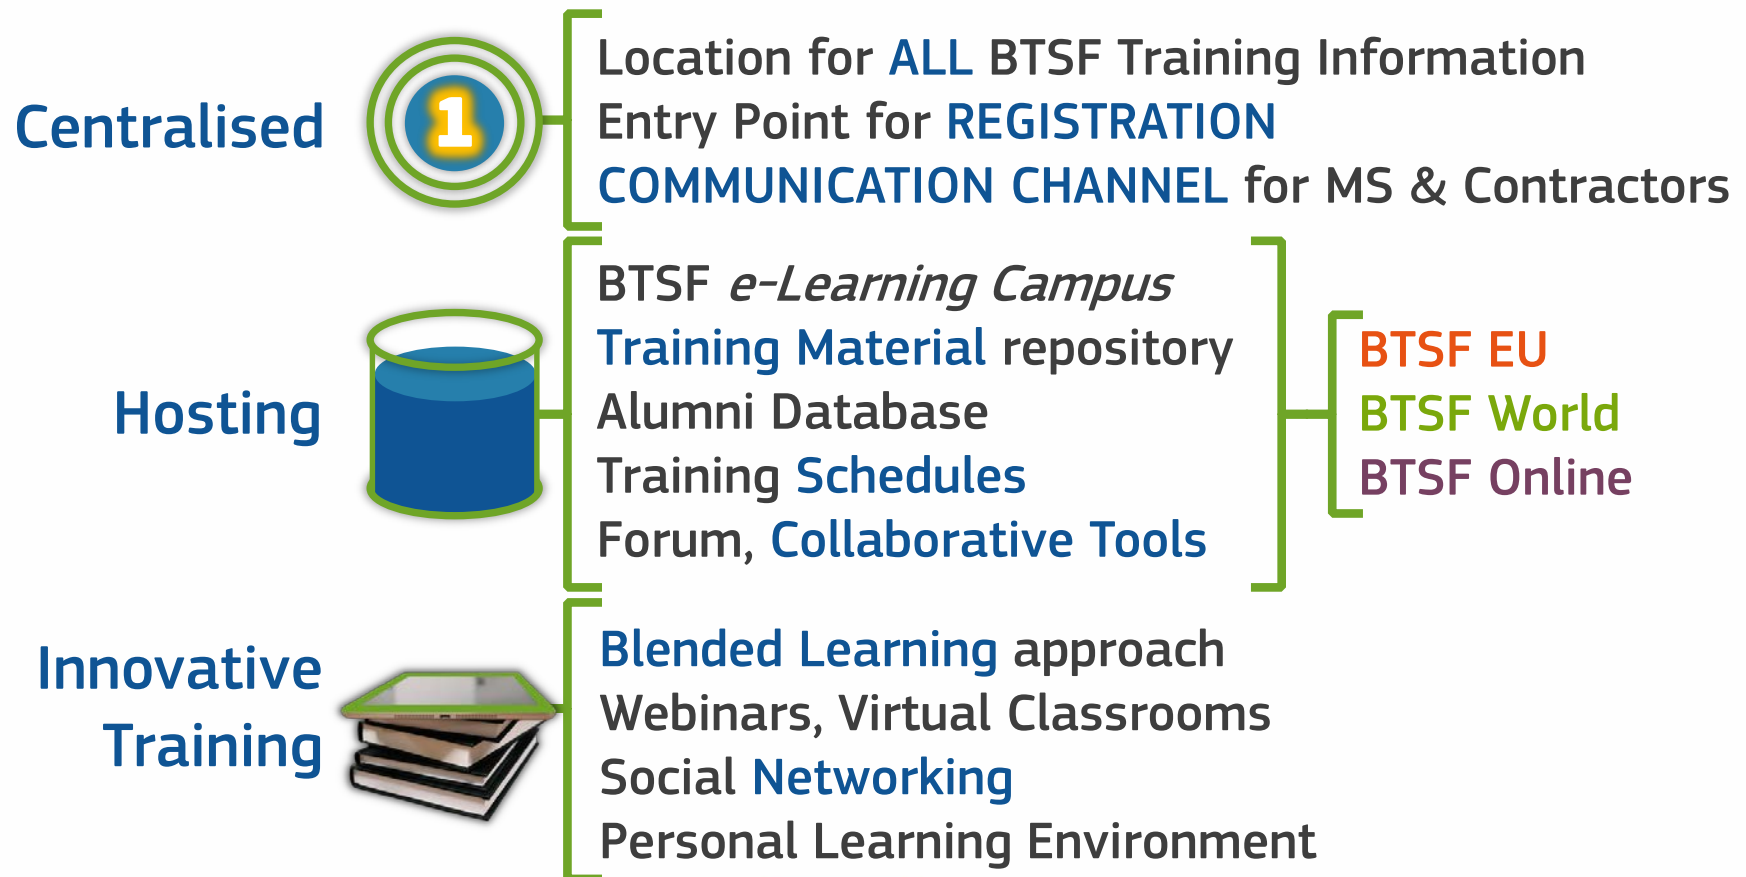 Centralised
1
Location for ALL BTSF Training Information
Entry Point for REGISTRATION
COMMUNICATION CHANNEL for MS & Contractors
Hosting
BTSF e-Learning Campus
Training Material repository
Alumni Database
Training Schedules
Forum, Collaborative Tools
BTSF EU
BTSF World
BTSF Online
Innovative
Training
Blended Learning approach
Webinars, Virtual Classrooms
Social Networking
Personal Learning Environment